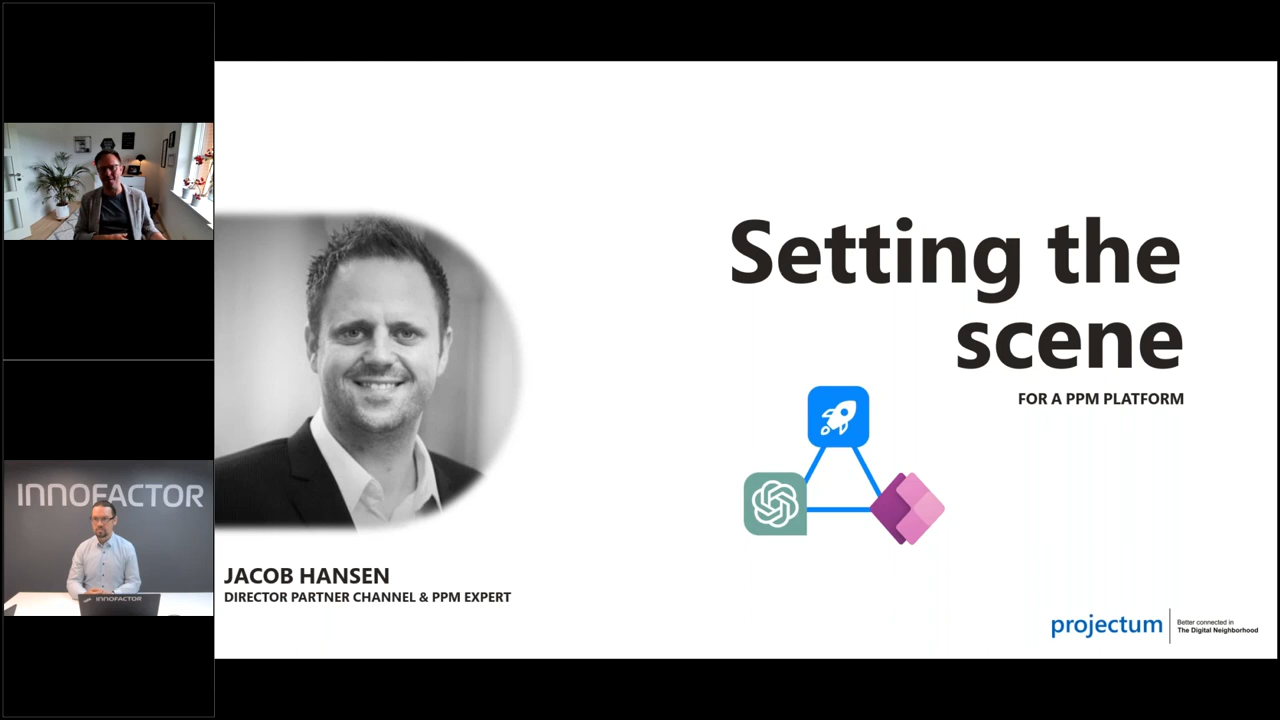 INNOFACTOR
INNOFACTOR
Setting the
scene
FOR A PPM PLATFORM
JACOB HANSEN
DIRECTOR PARTNER CHANNEL & PPM EXPERT
projectum
Better connected in
The Digital Neighborhood